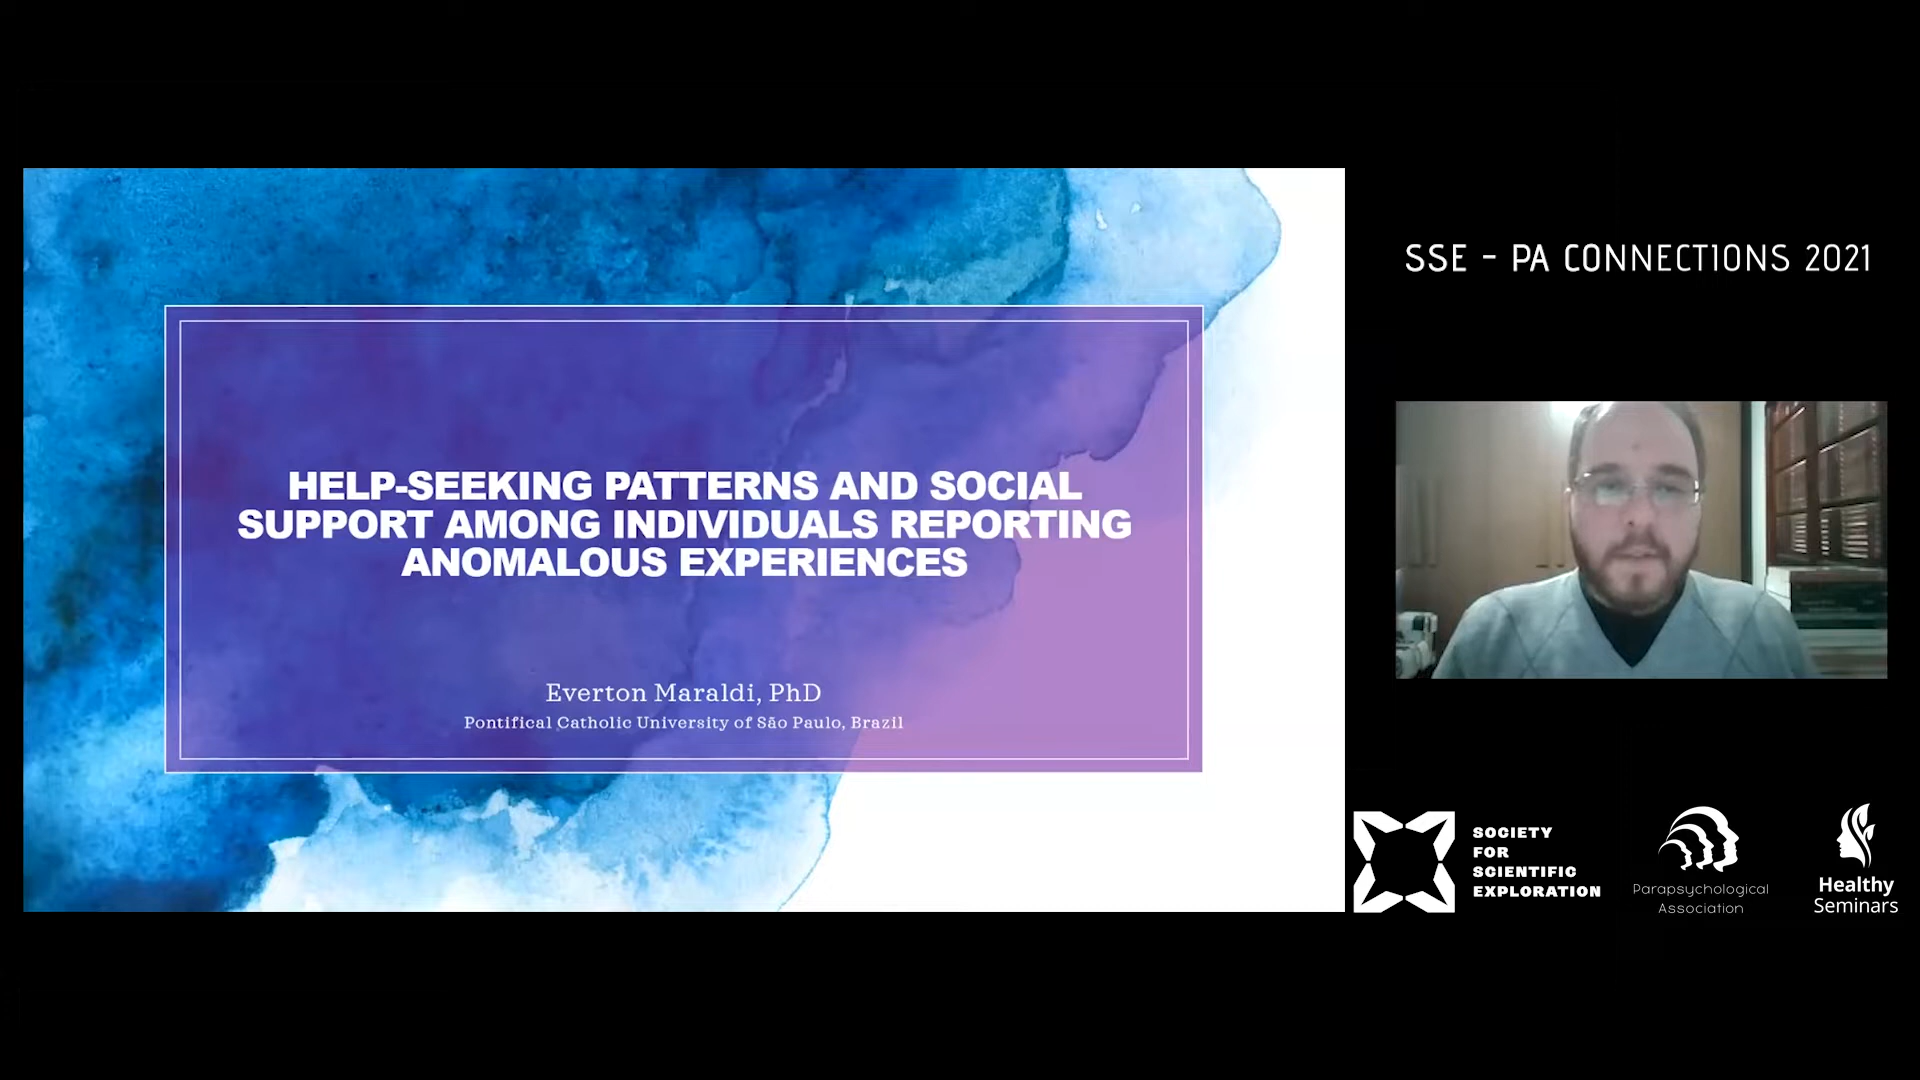 HELP-SEEKING PATTERNS AND SOCIAL
SUPPORT AMONG INDIVIDUALS REPORTING
ANOMALOUS EXPERIENCES
Everton Maraldi, PhD
Pontifical Catholic University of São Paulo, Brazil
SSE - PA CONNECTIONS 2021
SOCIETY
FOR
SCIENTIFIC
EXPLORATION
Parapsychological
Association
Healthy
Seminars